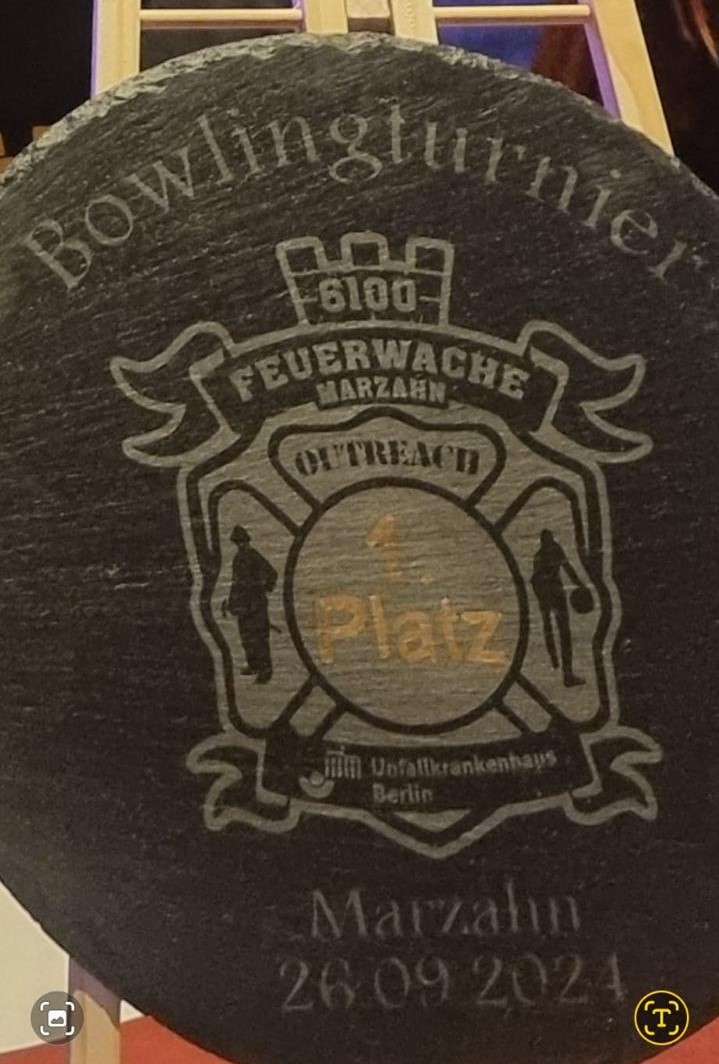 Bowlingturnier
6100
FEUERWACHE
MARZAHN
OUTREACH
1.
Platz
Unfallkrankenhaus
Berlin
Marzahn
26.09.2024